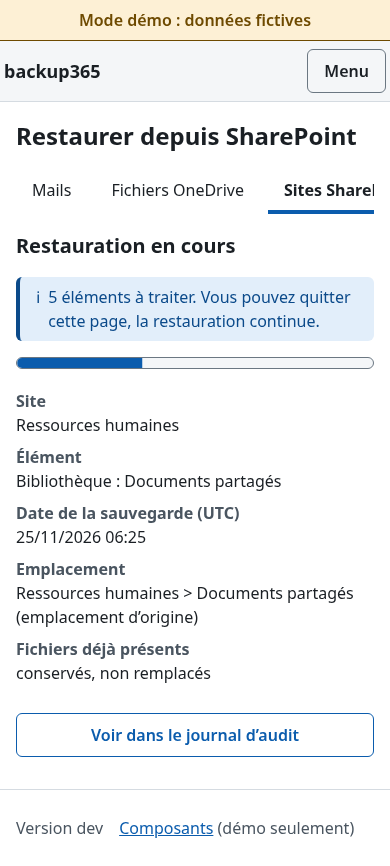 Mode démo : données fictives
backup365
Menu
Restaurer depuis SharePoint
Mails
Fichiers OneDrive
Sites Share
Restauration en cours
i 5 éléments à traiter. Vous pouvez quitter
cette page, la restauration continue.
Site
Ressources humaines
Élément
Bibliothèque : Documents partagés
Date de la sauvegarde (UTC)
25/11/2026 06:25
Emplacement
Ressources humaines > Documents partagés
(emplacement d’origine)
Fichiers déjà présents
conservés, non remplacés
Voir dans le journal d’audit
Version dev Composants (démo seulement)